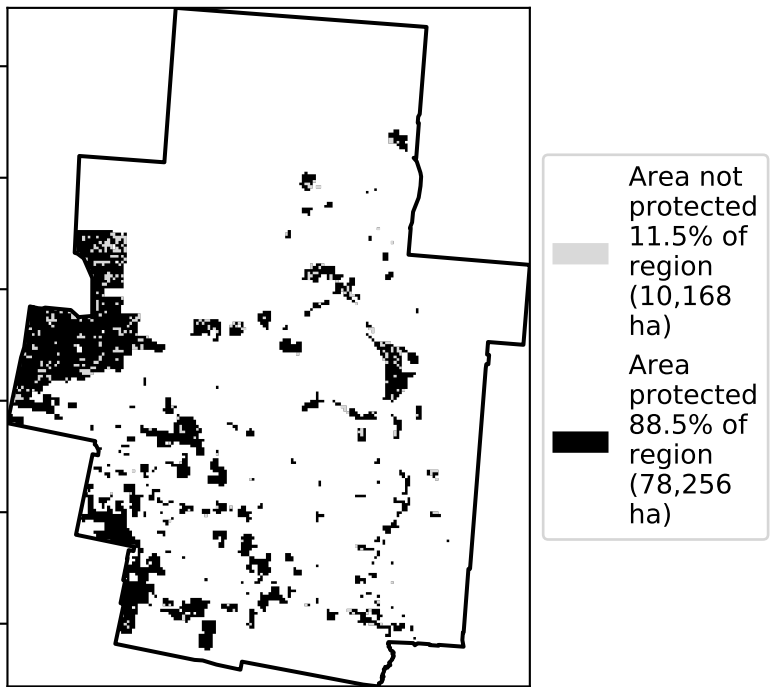 Area not
protected
11.5% of
region
(10,168
ha)
Area
protected
88.5% of
region
(78,256
ha)